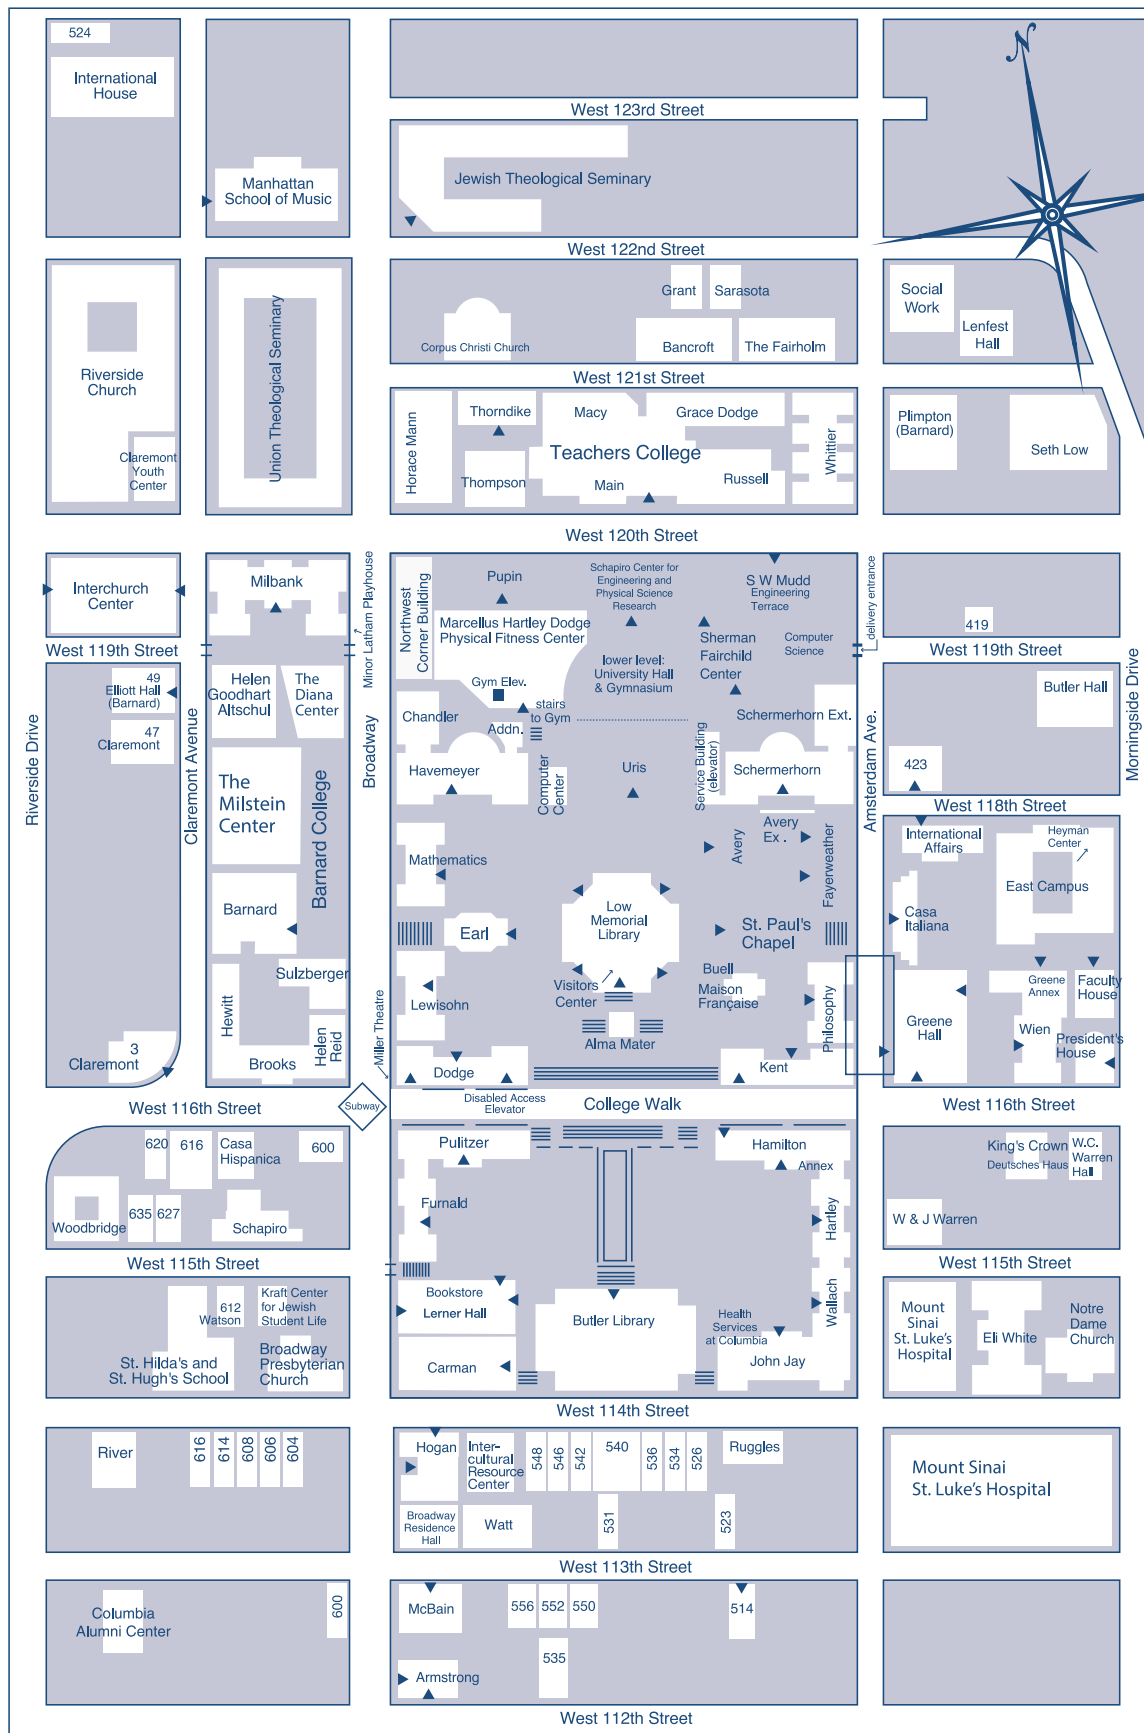 524
International
House
N
West 123rd Street
Manhattan
School of Music
Jewish Theological Seminary
West 122nd Street
Riverside
Church
Claremont
Youth
Center
Union Theological Seminary
Grant
Sarasota
Corpus Christi Church
Bancroft
The Fairholm
Social
Work
Lenfest
Hall
West 121st Street
Horace Mann
Thorndike
Macy
Grace Dodge
Teachers College
Thompson
Main
Russell
Whittier
Plimpton
(Barnard)
Seth Low
West 120th Street
Interchurch
Center
Milbank
Minor Latham Playhouse
Northwest
Corner Building
Pupin
Marcellus Hartley Dodge
Physical Fitness Center
Schapiro Center for
Engineering and
Physical Science
Research
S W Mudd
Engineering
Terrace
Sherman
Fairchild
Center
Computer
Science
delivery entrance
419
West 119th Street
West 119th Street
49
Elliott Hall
(Barnard)
47
Claremont
Helen
Goodhart
Altschul
The
Diana
Center
Gym Elev.
stairs
to Gym
lower level:
University Hall
& Gymnasium
Chandler
Addn.
Schermerhorn Ext.
Butler Hall
Riverside Drive
Claremont Avenue
Broadway
Amsterdam Ave.
Morningside Drive
The
Milstein
Center
Barnard College
Havemeyer
Computer
Center
Uris
Service Building
(elevator)
Schermerhorn
423
West 118th Street
Mathematics
Avery
Avery
Ex .
Fayerweather
International
Affairs
Heyman
Center
East Campus
Barnard
Earl
Low
Memorial
Library
St. Paul's
Chapel
Casa
Italiana
Sulzberger
Hewitt
Lewisohn
Visitors
Center
Buell
Maison
Française
Philosophy
Greene
Hall
Greene
Annex
Faculty
House
Wien
President's
House
3
Claremont
Brooks
Helen
Reid
Miller Theatre
Alma Mater
Dodge
Kent
Disabled Access
Elevator
West 116th Street
Subway
College Walk
West 116th Street
620
616
Casa
Hispanica
600
Pulitzer
Hamilton
Annex
King's Crown
Deutsches Haus
W.C.
Warren
Hall
Woodbridge
635
627
Schapiro
Furnald
Hartley
W & J Warren
West 115th Street
West 115th Street
612
Watson
Kraft Center
for Jewish
Student Life
St. Hilda's and
St. Hugh's School
Broadway
Presbyterian
Church
Bookstore
Lerner Hall
Carman
Butler Library
Health
Services
at Columbia
Wallach
John Jay
Mount
Sinai
St. Luke's
Hospital
Eli White
Notre
Dame
Church
West 114th Street
River
616
614
608
606
604
Hogan
Inter-
cultural
Resource
Center
548
546
542
540
536
534
526
Ruggles
Broadway
Residence
Hall
Watt
531
523
Mount Sinai
St. Luke's Hospital
West 113th Street
Columbia
Alumni Center
600
McBain
556
552
550
514
535
Armstrong
West 112th Street